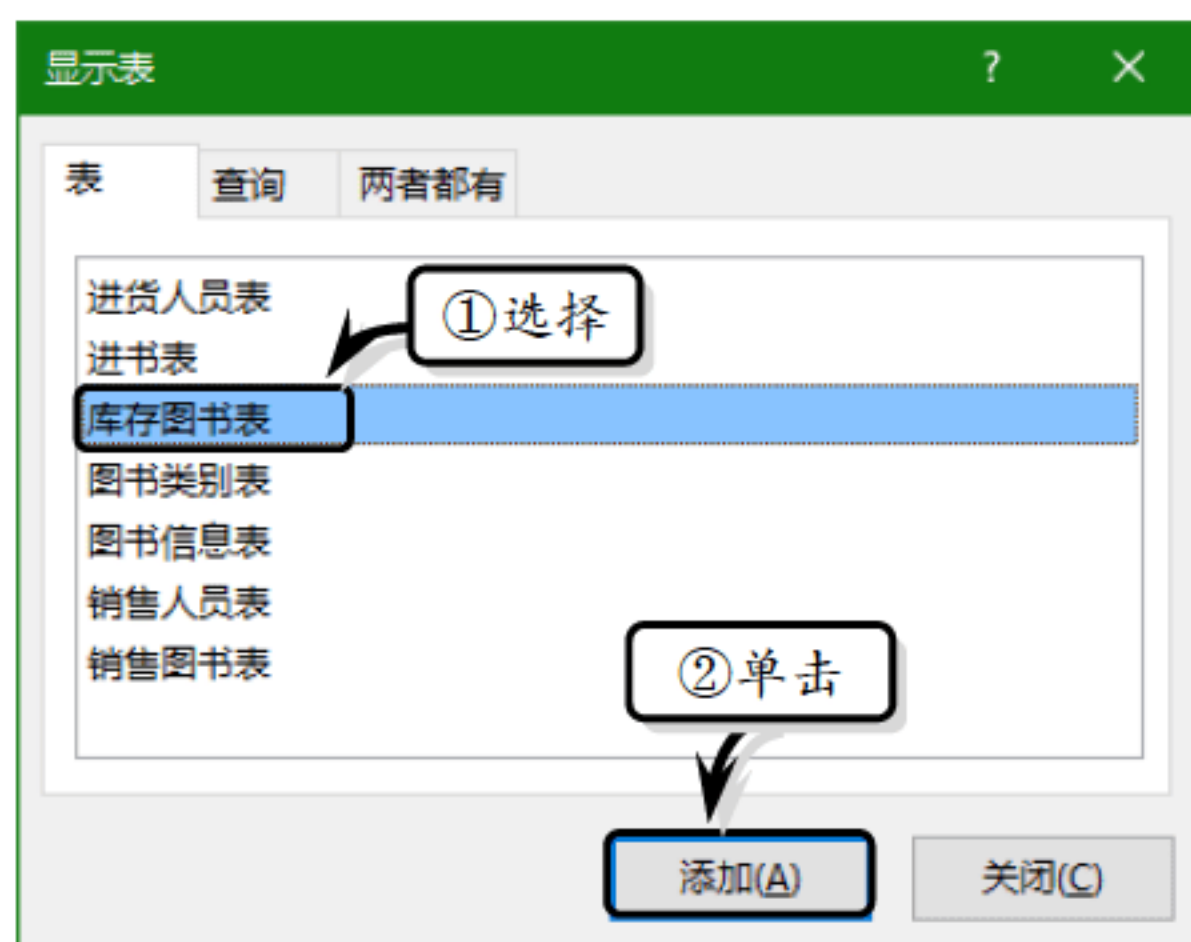 显示表 ? ×
表 查询 两者都有
进货人员表
①选择
进书表
库存图书表
图书类别表
图书信息表
销售人员表
销售图书表
②单击
添加(A) 关闭(C)